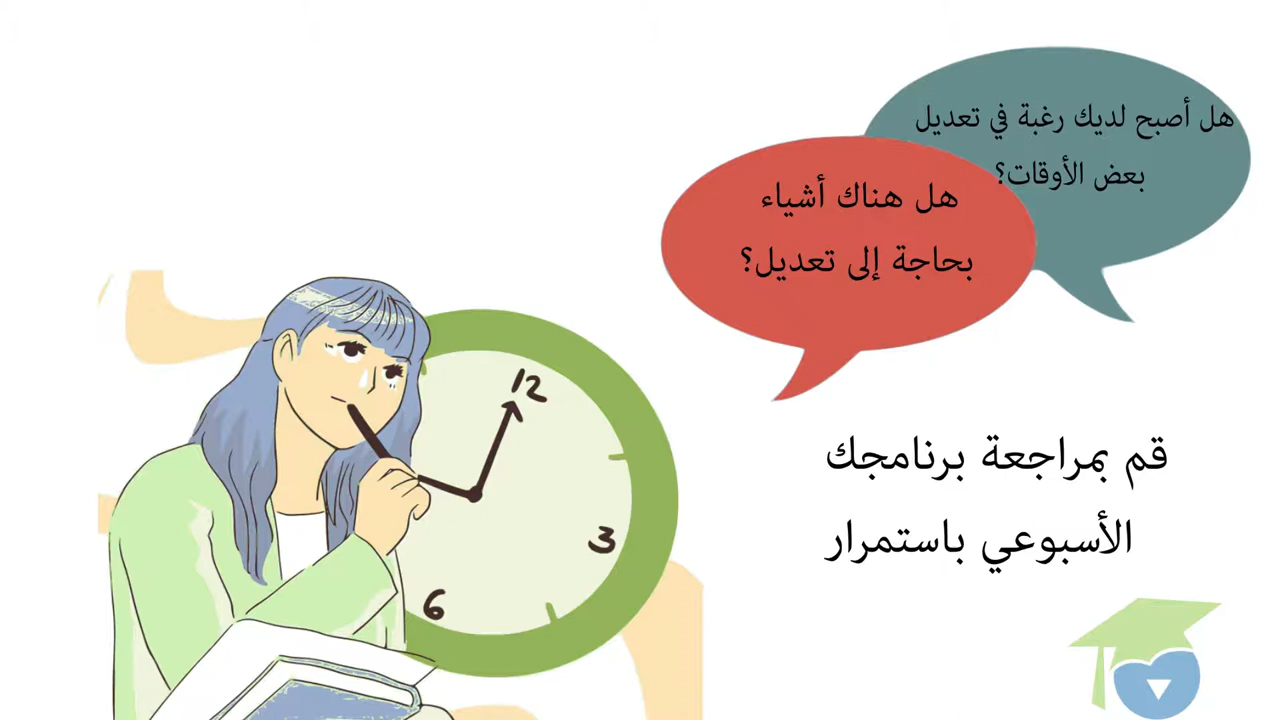 هل أصبح لديك رغبة في تعديل
بعض الأوقات؟
هل هناك أشياء
بحاجة إلى تعديل؟
قم بمراجعة برنامجك
الأسبوعي باستمرار
12
3
6